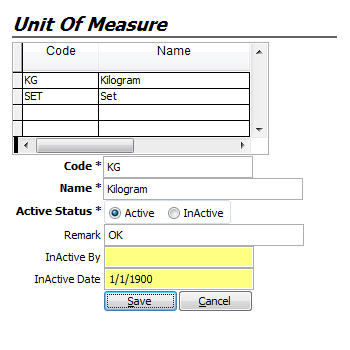 Unit Of Measure
Code Name
KG Kilogram
SET Set
Code * KG
Name * Kilogram
Active Status * Active InActive
Remark OK
InActive By
InActive Date 1/1/1900
Save Cancel